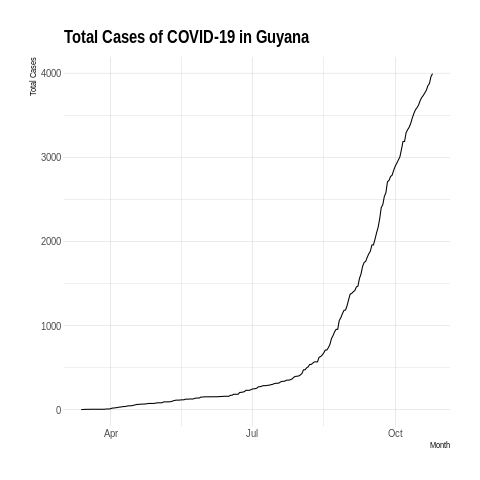 Total Cases of COVID-19 in Guyana
Total Cases
4000
3000
2000
1000
0
Apr
Jul
Oct
Month